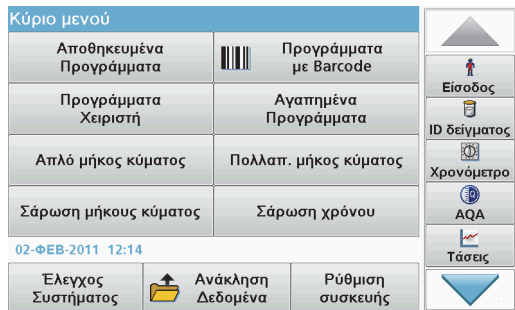 Κύριο μενού
Αποθηκευμένα
Προγράμματα
Προγράμματα
με Barcode
Προγράμματα
Χειριστή
Αγαπημένα
Προγράμματα
Απλό μήκος κύματος
Πολλαπ. μήκος κύματος
Σάρωση μήκους κύματος
Σάρωση χρόνου
02-ΦΕΒ-2011 12:14
Έλεγχος
Συστήματος
Ανάκληση
Δεδομένα
Ρύθμιση
συσκευής
Είσοδος
ID δείγματος
Χρονόμετρο
AQA
Τάσεις